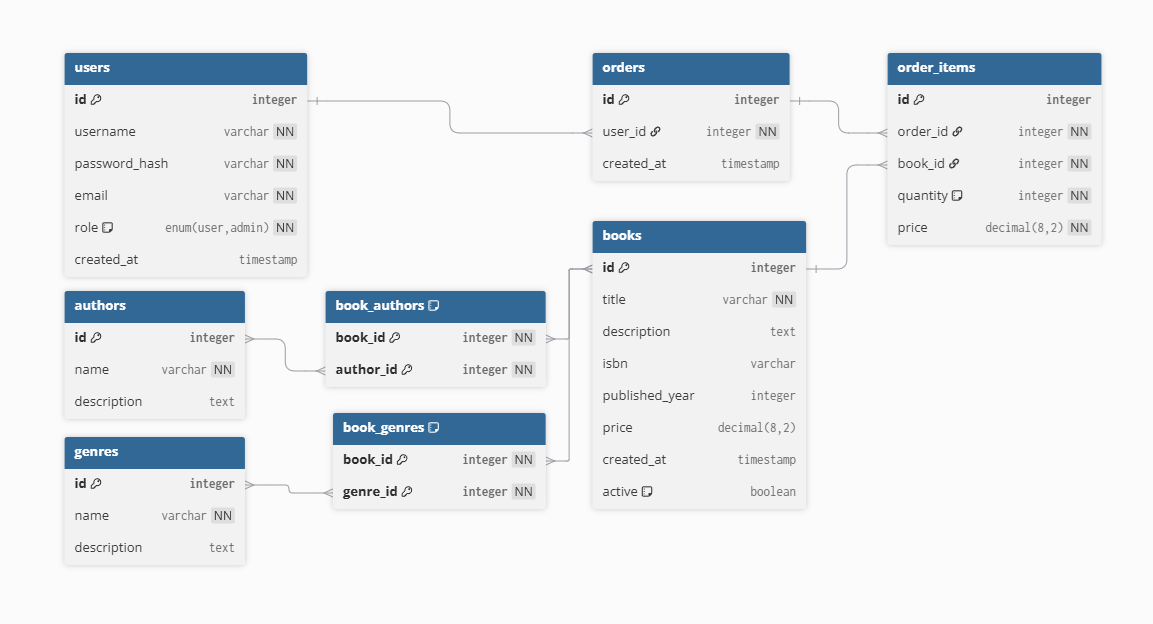 users
id integer
username varchar NN
password_hash varchar NN
email varchar NN
role enum(user,admin) NN
created_at timestamp
orders
id integer
user_id integer NN
created_at timestamp
order_items
id integer
order_id integer NN
book_id integer NN
quantity integer NN
price decimal(8,2) NN
authors
id integer
name varchar NN
description text
book_authors
book_id integer NN
author_id integer NN
books
id integer
title varchar NN
description text
isbn varchar
published_year integer
price decimal(8,2)
created_at timestamp
active boolean
genres
id integer
name varchar NN
description text
book_genres
book_id integer NN
genre_id integer NN